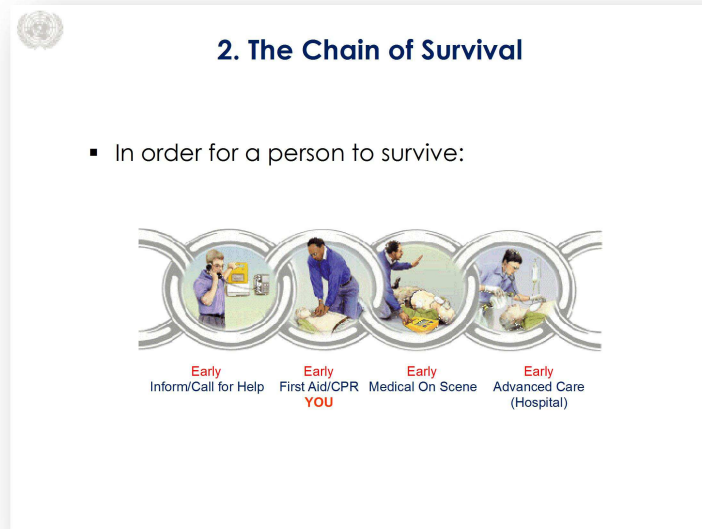 2. The Chain of Survival
▪ In order for a person to survive:
Early
Inform/Call for Help
Early
First Aid/CPR
YOU
Early
Medical On Scene
Early
Advanced Care
(Hospital)